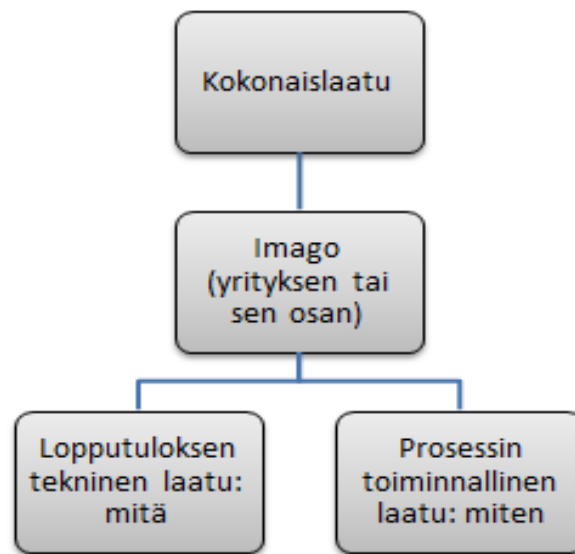 Kokonaislaatu
Imago
(yrityksen tai
sen osan)
Lopputuloksen
tekninen laatu:
mitä
Prosessin
toiminnallinen
laatu: miten